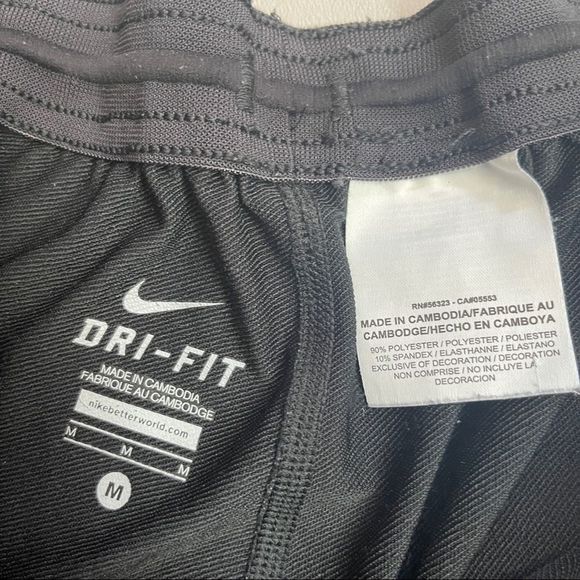 DRI-FIT
MADE IN CAMBODIA
FABRIQUE AU CAMBODGE
nikebetterworld.com
M
M
M
M
RN#56323 - CA#05553
MADE IN CAMBODIA/FABRIQUE AU
CAMBODGE/HECHO EN CAMBOYA
90% POLYESTER / POLYESTER / POLIESTER
10% SPANDEX / ELASTHANNE / ELASTANO
EXCLUSIVE OF DECORATION / DECORATION
NON COMPRISE / NO INCLUYE LA
DECORACION